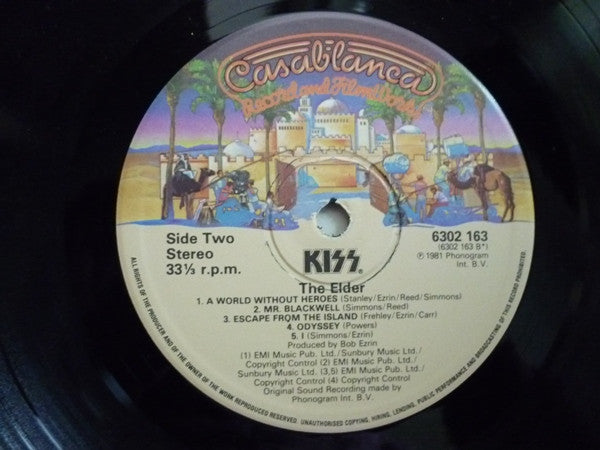 Casablanca
Record and FilmWorks
Side Two
Stereo
33⅓ r.p.m.
KISS®
6302 163
(6302 163 B*)
℗ 1981 Phonogram
Int. B.V.
The Elder
1. A WORLD WITHOUT HEROES (Stanley/Ezrin/Reed/Simmons)
2. MR. BLACKWELL (Simmons/Reed)
3. ESCAPE FROM THE ISLAND (Frehley/Ezrin/Carr)
4. ODYSSEY (Powers)
5. I (Simmons/Ezrin)
Produced by Bob Ezrin
(1) EMI Music Pub. Ltd./Sunbury Music Ltd./
Copyright Control (2) EMI Music Pub. Ltd./
Sunbury Music Ltd. (3,5) EMI Music Pub. Ltd./
Copyright Control (4) Copyright Control
Original Sound Recording made by
Phonogram Int. B.V.
ALL RIGHTS OF THE PRODUCER AND OF THE OWNER OF THE WORK REPRODUCED RESERVED. UNAUTHORISED COPYING, HIRING, LENDING, PUBLIC PERFORMANCE AND BROADCASTING OF THIS RECORD PROHIBITED.